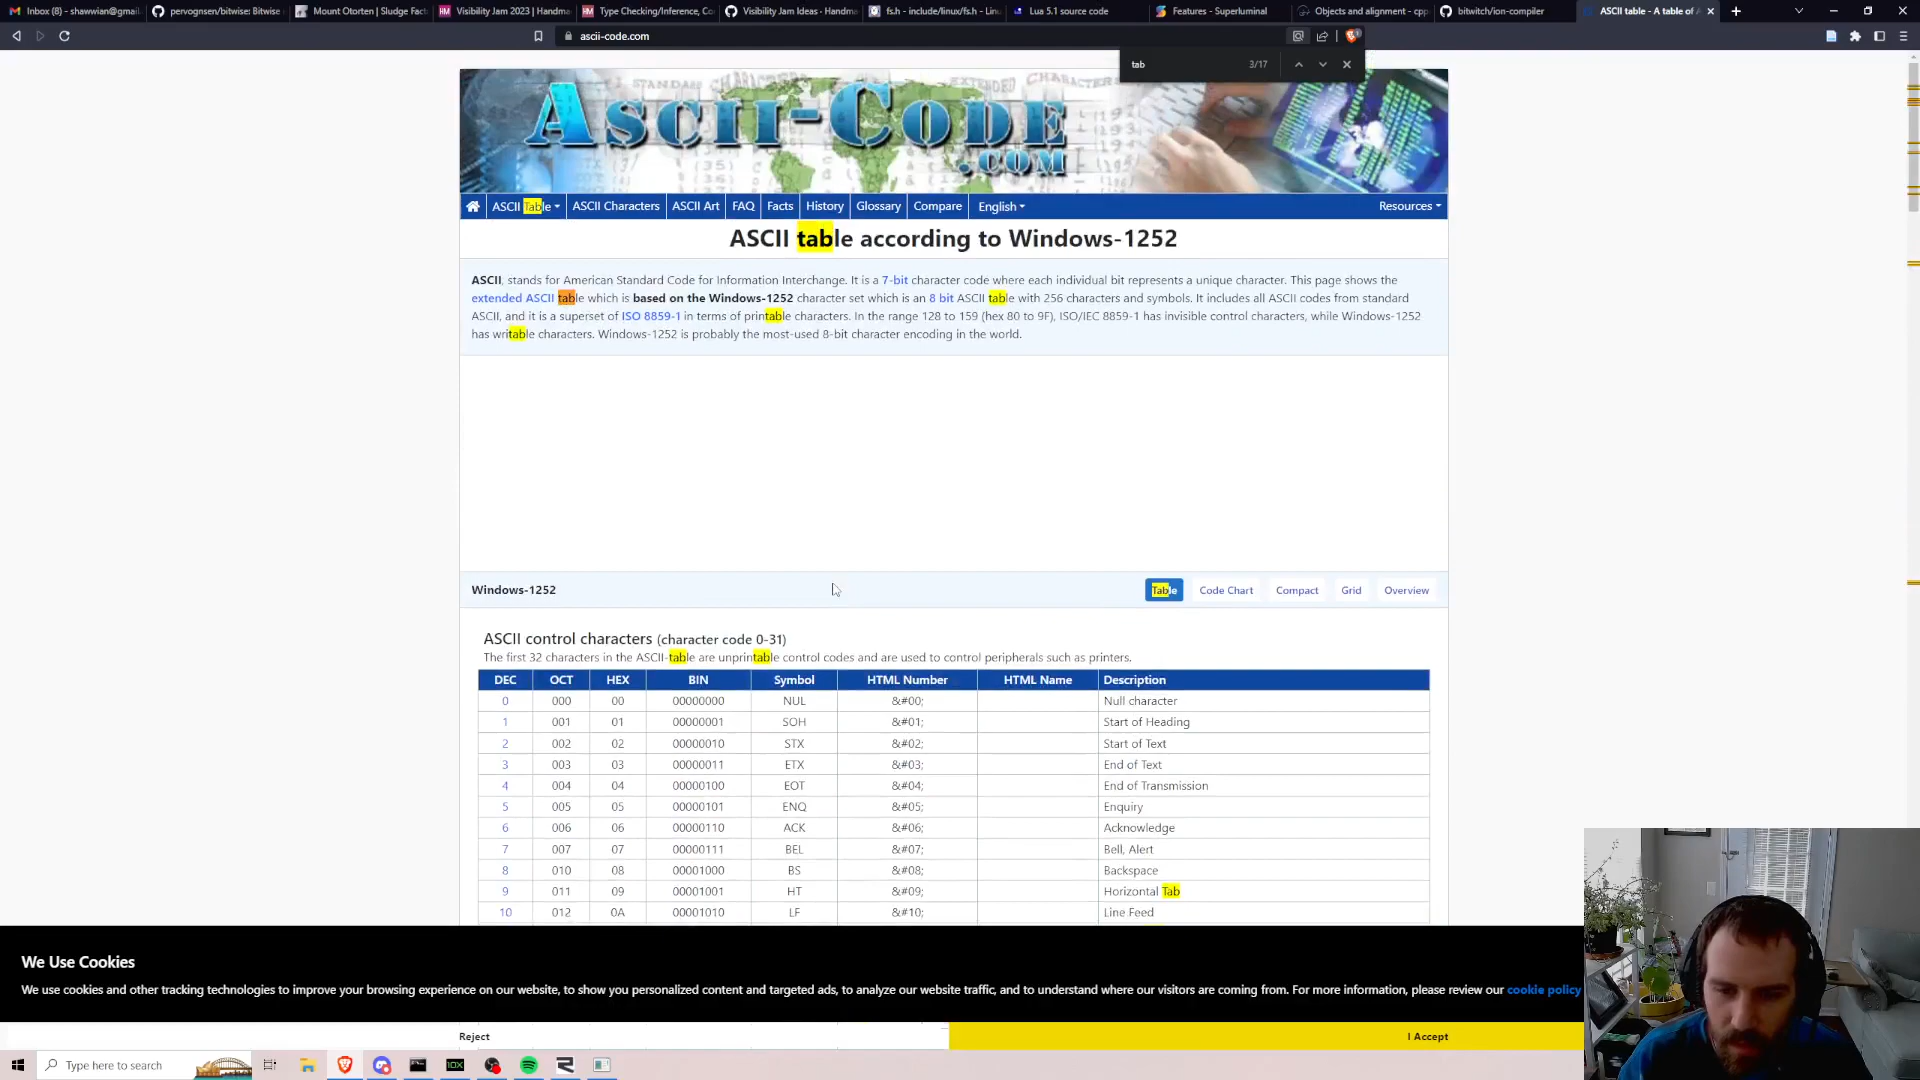 Inbox (8) - shawwian@gmail
pervognsen/bitwise: Bitwise
Mount Otorten | Sludge Fac
Visibility Jam 2023 | Handma
Type Checking/Inference, Co
Visibility Jam Ideas · Handma
fs.h - include/linux/fs.h - Lin
Lua 5.1 source code
Features - Superluminal
Objects and alignment - cpp
bitwitch/ion-compiler
ASCII table - A table of
ascii-code.com
tab
3/17
ASCII-CODE
.COM
ASCII Table
ASCII Characters
ASCII Art
FAQ
Facts
History
Glossary
Compare
English
Resources
ASCII table according to Windows-1252
ASCII, stands for American Standard Code for Information Interchange. It is a 7-bit character code where each individual bit represents a unique character. This page shows the
extended ASCII table which is based on the Windows-1252 character set which is an 8 bit ASCII table with 256 characters and symbols. It includes all ASCII codes from standard
ASCII, and it is a superset of ISO 8859-1 in terms of printable characters. In the range 128 to 159 (hex 80 to 9F), ISO/IEC 8859-1 has invisible control characters, while Windows-1252
has writable characters. Windows-1252 is probably the most-used 8-bit character encoding in the world.
Windows-1252
Table
Code Chart
Compact
Grid
Overview
ASCII control characters (character code 0-31)
The first 32 characters in the ASCII-table are unprintable control codes and are used to control peripherals such as printers.
DEC OCT HEX BIN Symbol HTML Number HTML Name Description
0 000 00 00000000 NUL &#00; Null character
1 001 01 00000001 SOH &#01; Start of Heading
2 002 02 00000010 STX &#02; Start of Text
3 003 03 00000011 ETX &#03; End of Text
4 004 04 00000100 EOT &#04; End of Transmission
5 005 05 00000101 ENQ &#05; Enquiry
6 006 06 00000110 ACK &#06; Acknowledge
7 007 07 00000111 BEL &#07; Bell, Alert
8 010 08 00001000 BS &#08; Backspace
9 011 09 00001001 HT &#09; Horizontal Tab
10 012 0A 00001010 LF &#10; Line Feed
We Use Cookies
We use cookies and other tracking technologies to improve your browsing experience on our website, to show you personalized content and targeted ads, to analyze our website traffic, and to understand where our visitors are coming from. For more information, please review our cookie policy
Reject
I Accept
Type here to search
10X